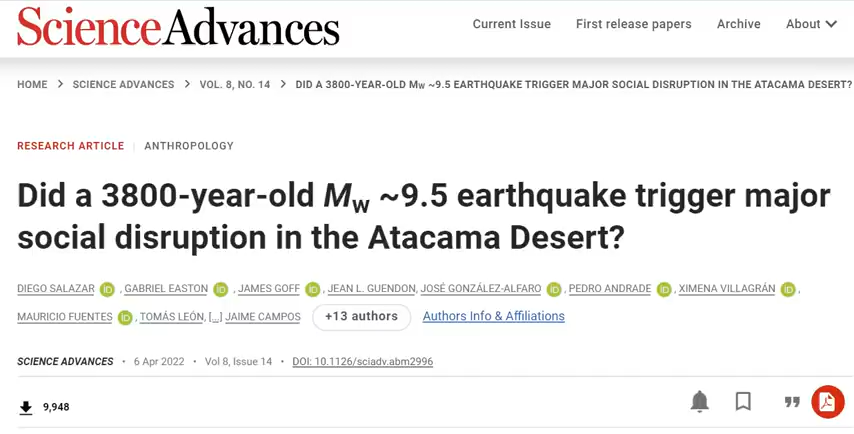 ScienceAdvances
Current Issue First release papers Archive About
HOME > SCIENCE ADVANCES > VOL. 8, NO. 14 > DID A 3800-YEAR-OLD Mw ~9.5 EARTHQUAKE TRIGGER MAJOR SOCIAL DISRUPTION IN THE ATACAMA DESERT?
RESEARCH ARTICLE ANTHROPOLOGY
Did a 3800-year-old Mw ~9.5 earthquake trigger major
social disruption in the Atacama Desert?
DIEGO SALAZAR iD, GABRIEL EASTON iD, JAMES GOFF iD, JEAN L. GUENDON, JOSÉ GONZÁLEZ-ALFARO iD, PEDRO ANDRADE iD, XIMENA VILLAGRÁN iD,
MAURICIO FUENTES iD, TOMÁS LEÓN, [...] JAIME CAMPOS +13 authors Authors Info & Affiliations
SCIENCE ADVANCES • 6 Apr 2022 • Vol 8, Issue 14 • DOI: 10.1126/sciadv.abm2996
9,948